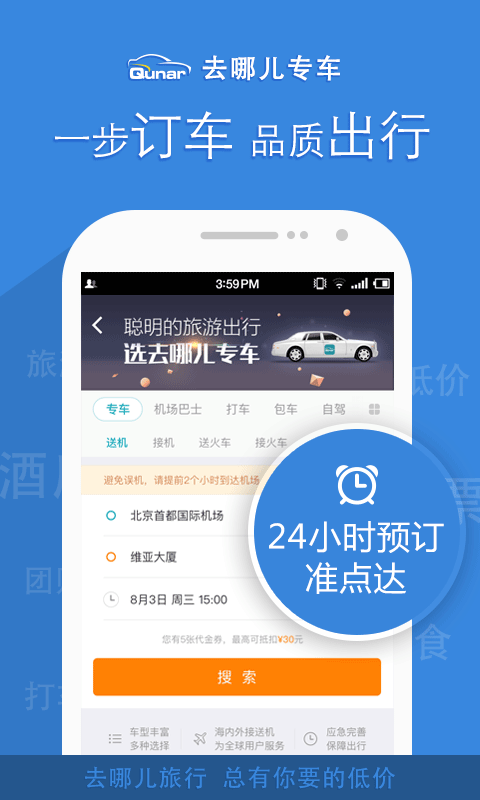 Qunar 去哪儿专车
一步订车 品质出行
3:59PM
聪明的旅游出行
选去哪儿专车
Qunar
专车 机场巴士 打车 包车 自驾
送机 接机 送火车 接火车
避免误机，请提前2个小时到达机场
北京首都国际机场
维亚大厦
8月3日 周三 15:00
您有5张代金券，最高可抵扣¥30元
搜 索
车型丰富
多种选择
海内外接送机
为全球用户服务
应急完善
保障出行
24小时预订
准点达
低价
酒
票
团
食
打
旅
去哪儿旅行 总有你要的低价